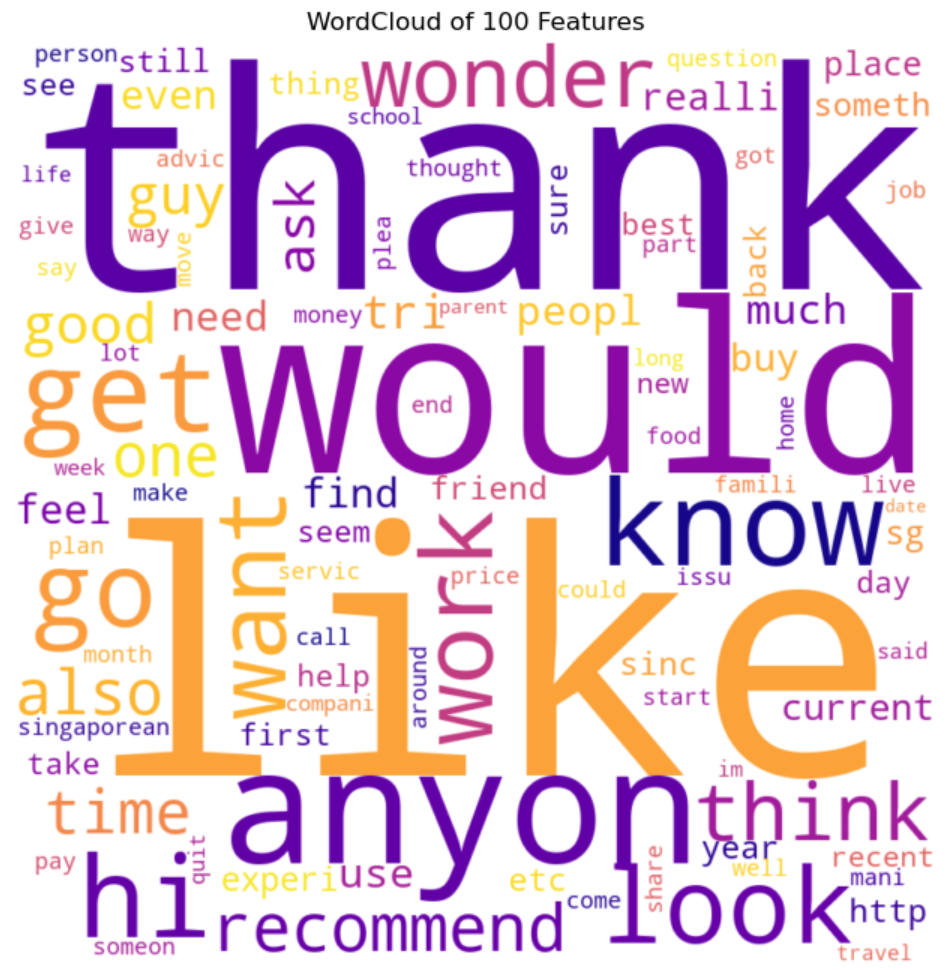 WordCloud of 100 Features
person still thing wonder question place
see even school realli someth
thank
life advic thought got job
guy ask sure best
give way plea part
say move back
good need money tri parent peopl much
lot would long buy
get end new
one food home
week
feel make find friend famili live
know date
plan want seem work sg
go servic price could issu day
like
month call sinc said
also help around start
singaporean compani current
take first
im
time anyon think
pay quit year recent
hi experi use etc share well mani
recommend come look http
someon travel